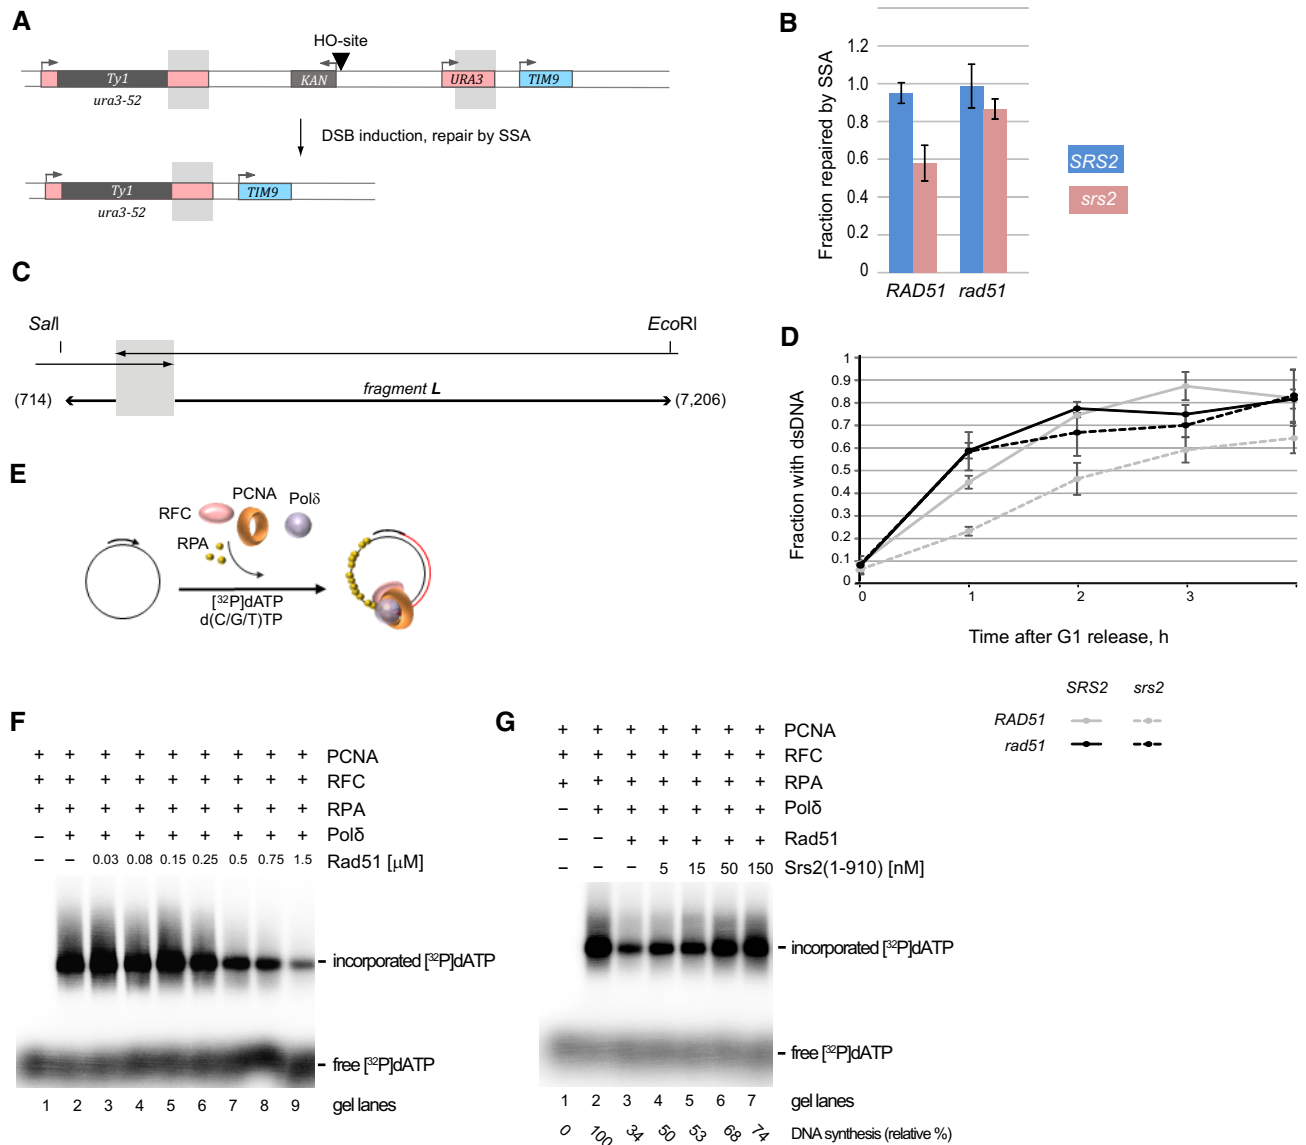 A
HO-site
Ty1
KAN
URA3
TIM9
ura3-52
DSB induction, repair by SSA
Ty1
TIM9
ura3-52
B
Fraction repaired by SSA
1.2
1.0
0.8
0.6
0.4
0.2
0
RAD51 rad51
SRS2
srs2
C
SalI
EcoRI
fragment L
(714)
(7,206)
D
Fraction with dsDNA
1
0.9
0.8
0.7
0.6
0.5
0.4
0.3
0.2
0.1
0
0 1 2 3
Time after G1 release, h
SRS2 srs2
RAD51
rad51
E
RFC
PCNA
Polδ
RPA
[³²P]dATP
d(C/G/T)TP
F
+ + + + + + + + + PCNA
+ + + + + + + + + RFC
+ + + + + + + + + RPA
– + + + + + + + + Polδ
– – 0.03 0.08 0.15 0.25 0.5 0.75 1.5 Rad51 [μM]
incorporated [³²P]dATP
free [³²P]dATP
1 2 3 4 5 6 7 8 9 gel lanes
G
+ + + + + + + PCNA
+ + + + + + + RFC
+ + + + + + + RPA
– + + + + + + Polδ
– – + + + + + Rad51
– – – 5 15 50 150 Srs2(1-910) [nM]
incorporated [³²P]dATP
free [³²P]dATP
1 2 3 4 5 6 7 gel lanes
0 100 34 50 53 68 74 DNA synthesis (relative %)